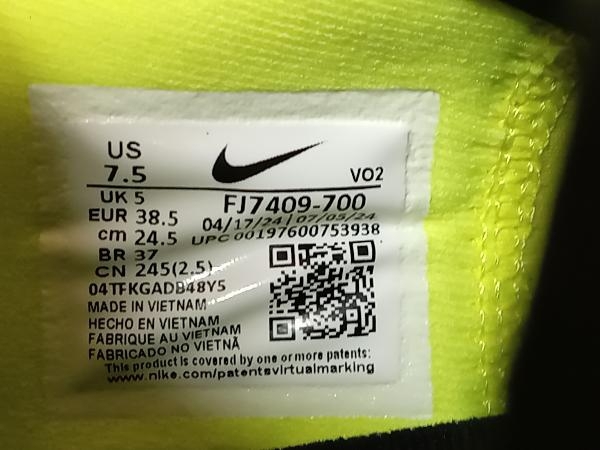 US
7.5
VO2
UK 5
FJ7409-700
EUR 38.5
04/17/24 | 07/05/24
cm 24.5
UPC 00197600753938
BR 37
CN 245(2.5)
04TFKGADB48Y5
MADE IN VIETNAM
HECHO EN VIETNAM
FABRIQUE AU VIETNAM
FABRICADO NO VIETNÃ
This product is covered by one or more patents:
www.nike.com/patentsvirtualmarking